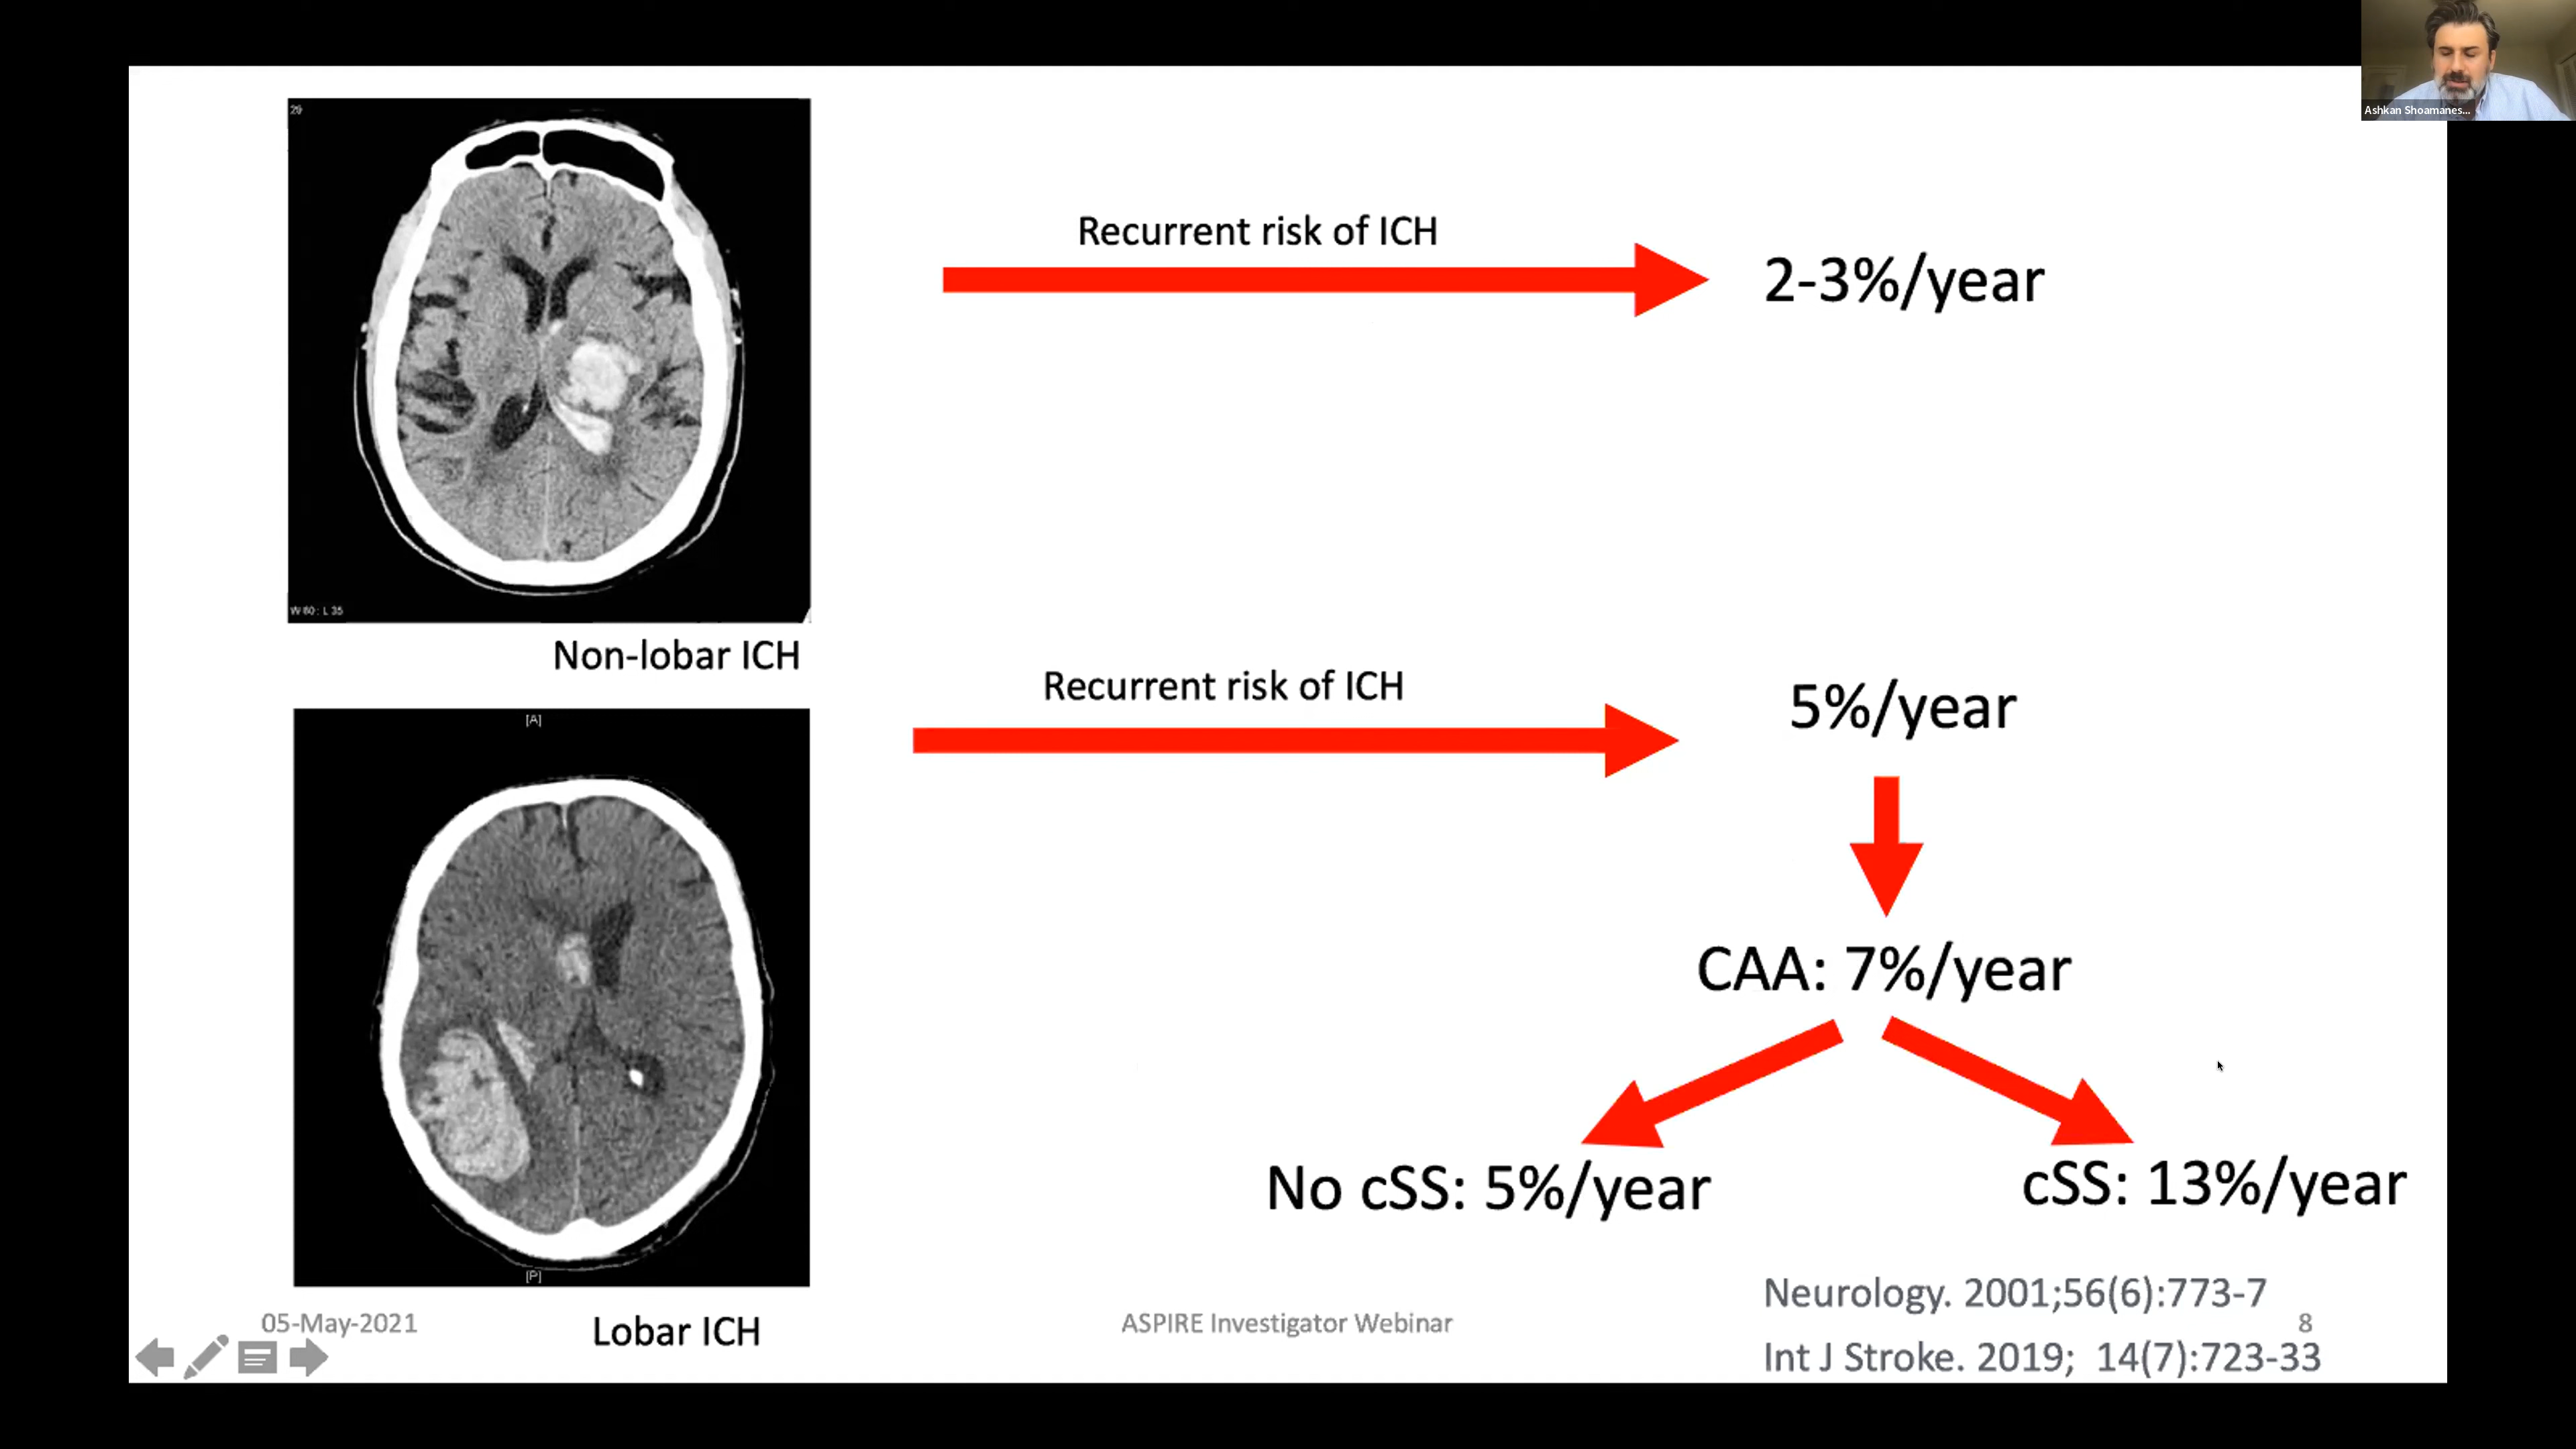 Ashkan Shoamanes...
29
Recurrent risk of ICH
2-3%/year
W 80 : L 35
Non-lobar ICH
Recurrent risk of ICH
5%/year
[A]
CAA: 7%/year
No cSS: 5%/year
cSS: 13%/year
[P]
Neurology. 2001;56(6):773-7
05-May-2021
Lobar ICH
ASPIRE Investigator Webinar
8
Int J Stroke. 2019; 14(7):723-33